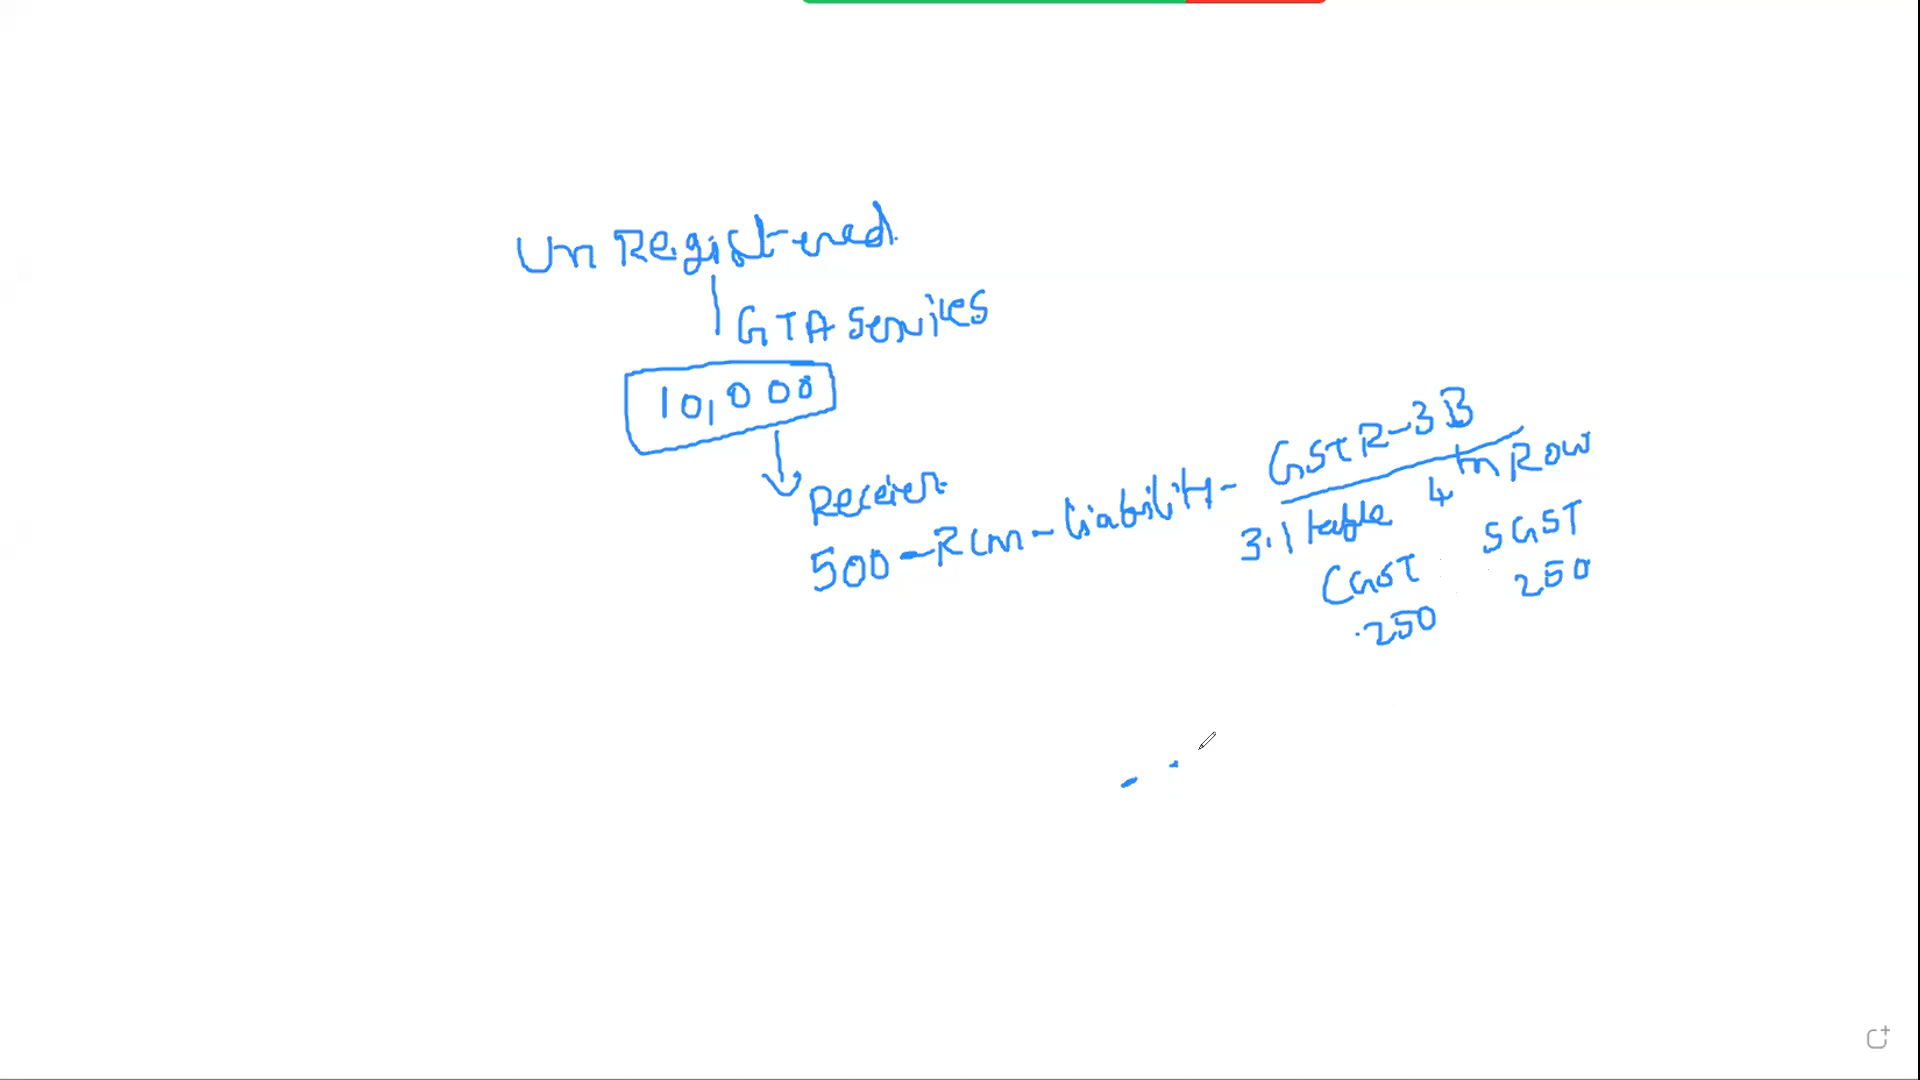 Un Registered.
GTA Services
10,000
Receiver
500 - RCM - Liability - GSTR-3B
3.1 table 4th Row
CGST SGST
250 250